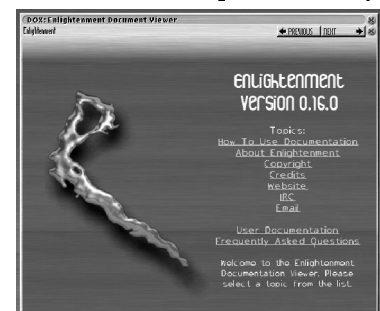 DOX: Enlightenment Document Viewer
Enlightenment
PREVIOUS NEXT
Enlightenment
Version 0.16.0
Topics:
How To Use Documentation
About Enlightenment
Copyright
Credits
Website
IRC
Email
User Documentation
Frequently Asked Questions
Welcome to the Enlightenment
Documentation Viewer. Please
select a topic from the list.